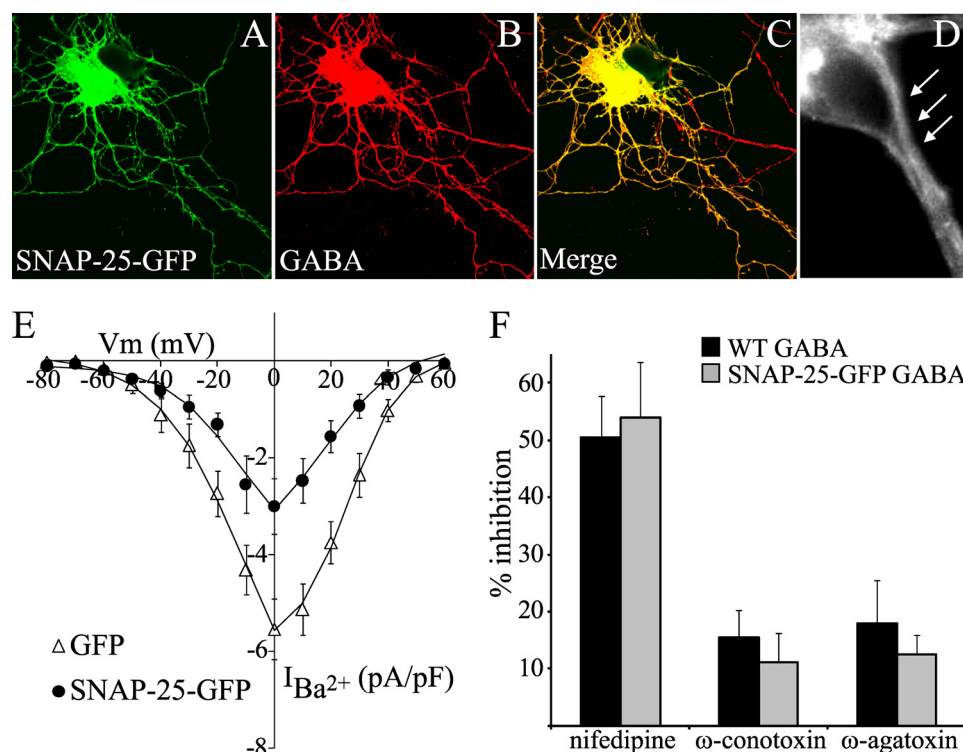 A
B
C
D
SNAP-25-GFP
GABA
Merge
E
Vm (mV)
-80 -60 -40 -20 0 20 40 60
-2
-4
-6
-8
GFP
SNAP-25-GFP
I Ba2+ (pA/pF)
F
WT GABA
SNAP-25-GFP GABA
% inhibition
60
50
40
30
20
10
nifedipine ω-conotoxin ω-agatoxin